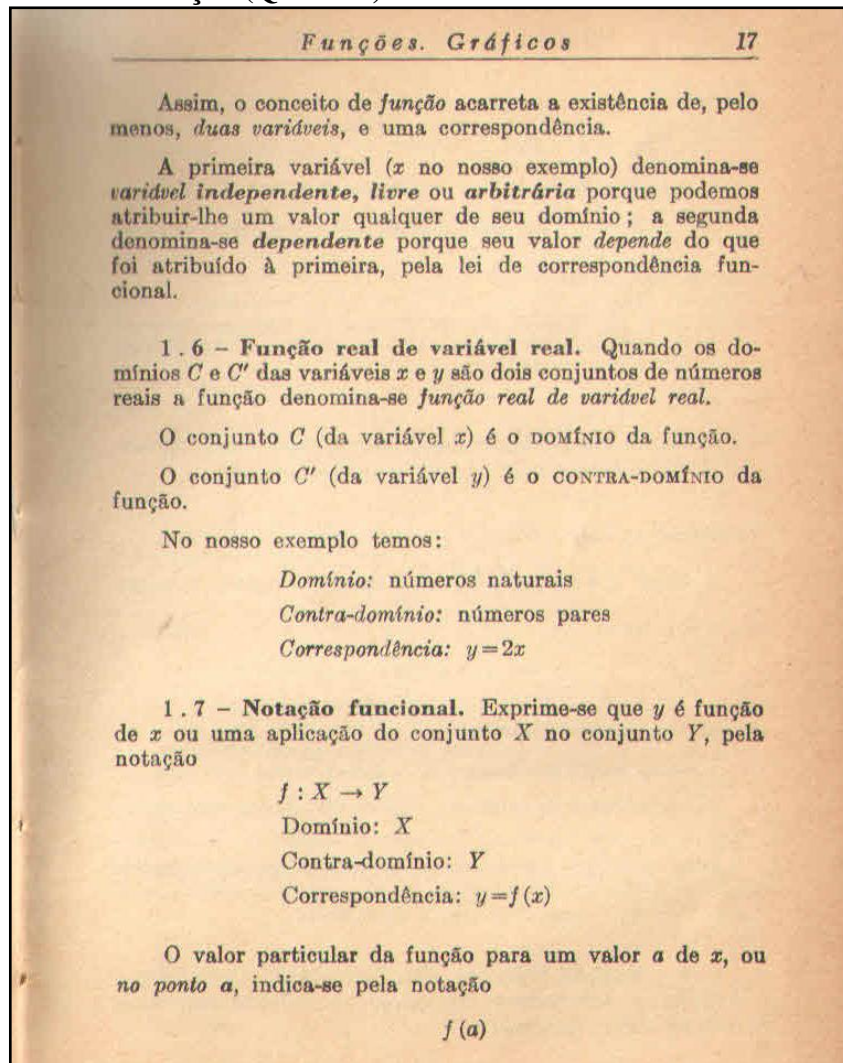 Funções. Gráficos 17
Assim, o conceito de função acarreta a existência de, pelo
menos, duas variáveis, e uma correspondência.
A primeira variável (x no nosso exemplo) denomina-se
variável independente, livre ou arbitrária porque podemos
atribuir-lhe um valor qualquer de seu domínio ; a segunda
denomina-se dependente porque seu valor depende do que
foi atribuído à primeira, pela lei de correspondência fun-
cional.
1 . 6 – Função real de variável real. Quando os do-
mínios C e C′ das variáveis x e y são dois conjuntos de números
reais a função denomina-se função real de variável real.
O conjunto C (da variável x) é o DOMÍNIO da função.
O conjunto C′ (da variável y) é o CONTRA-DOMÍNIO da
função.
No nosso exemplo temos:
Domínio: números naturais
Contra-domínio: números pares
Correspondência: y=2x
1 . 7 – Notação funcional. Exprime-se que y é função
de x ou uma aplicação do conjunto X no conjunto Y, pela
notação
f : X → Y
Domínio: X
Contra-domínio: Y
Correspondência: y=f (x)
O valor particular da função para um valor a de x, ou
no ponto a, indica-se pela notação
f (a)